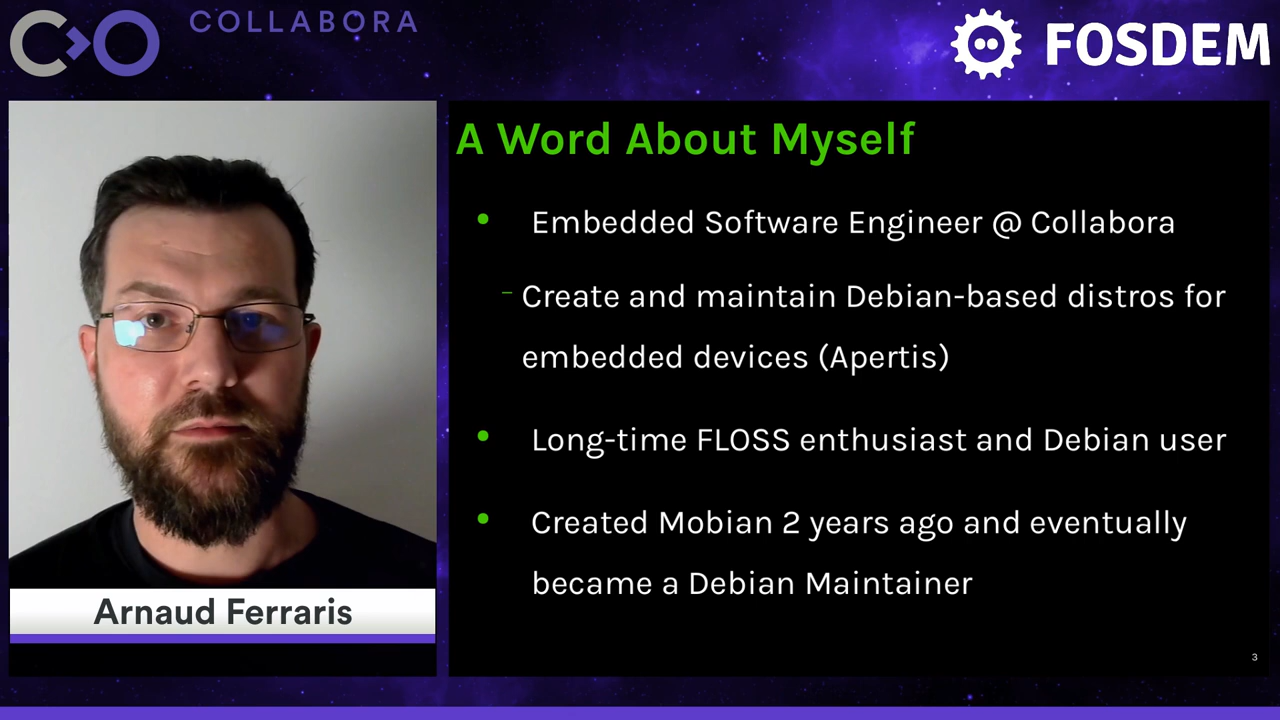 COLLABORA
FOSDEM
A Word About Myself
• Embedded Software Engineer @ Collabora
– Create and maintain Debian-based distros for
embedded devices (Apertis)
• Long-time FLOSS enthusiast and Debian user
• Created Mobian 2 years ago and eventually
became a Debian Maintainer
Arnaud Ferraris
3